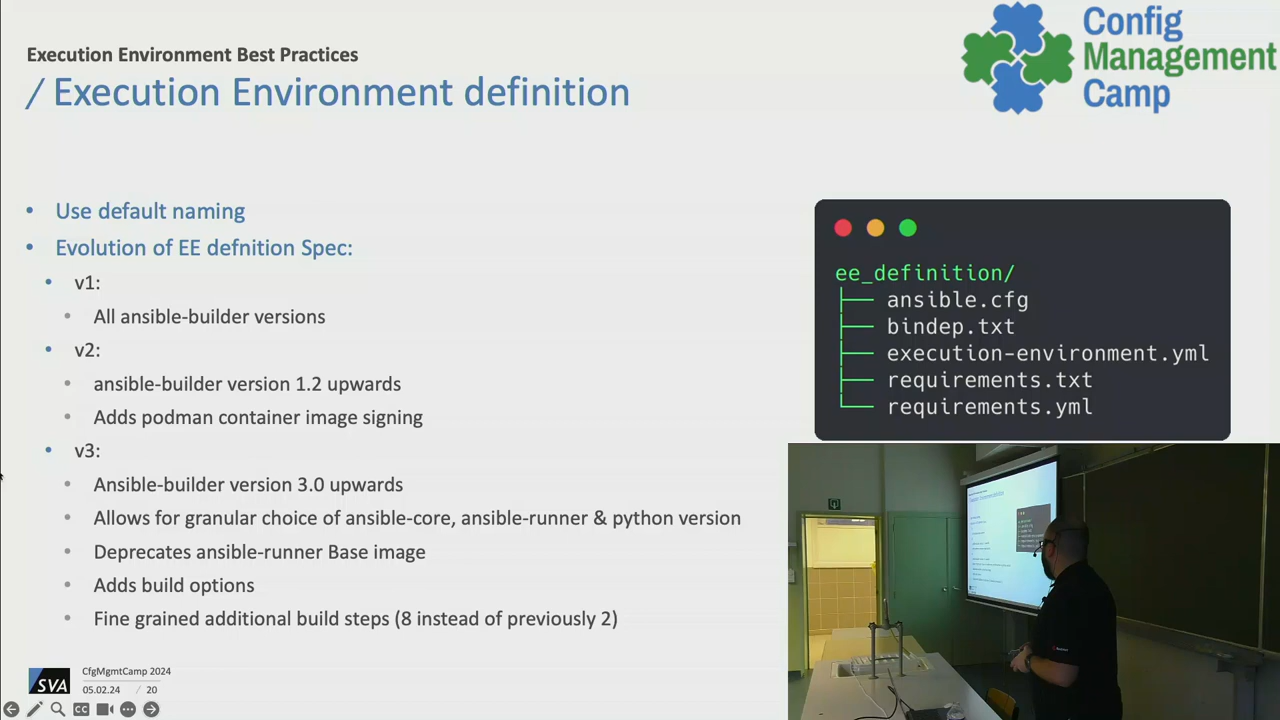 Execution Environment Best Practices
/ Execution Environment definition
Config
Management
Camp
• Use default naming
• Evolution of EE defnition Spec:
• v1:
• All ansible-builder versions
• v2:
• ansible-builder version 1.2 upwards
• Adds podman container image signing
• v3:
• Ansible-builder version 3.0 upwards
• Allows for granular choice of ansible-core, ansible-runner & python version
• Deprecates ansible-runner Base image
• Adds build options
• Fine grained additional build steps (8 instead of previously 2)
ee_definition/
├── ansible.cfg
├── bindep.txt
├── execution-environment.yml
├── requirements.txt
└── requirements.yml
SVA
CfgMgmtCamp 2024
05.02.24 / 20
CC